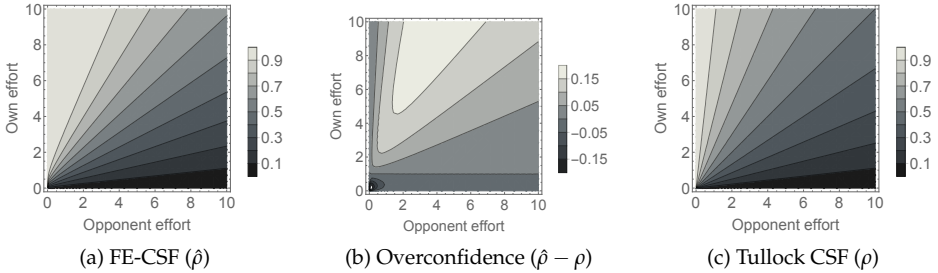 10
8
6
4
2
0
0 2 4 6 8 10
Own effort
Opponent effort
0.9
0.7
0.5
0.3
0.1
(a) FE-CSF (ρ̂)
10
8
6
4
2
0
0 2 4 6 8 10
Own effort
Opponent effort
0.15
0.05
−0.05
−0.15
(b) Overconfidence (ρ̂ − ρ)
10
8
6
4
2
0
0 2 4 6 8 10
Own effort
Opponent effort
0.9
0.7
0.5
0.3
0.1
(c) Tullock CSF (ρ)